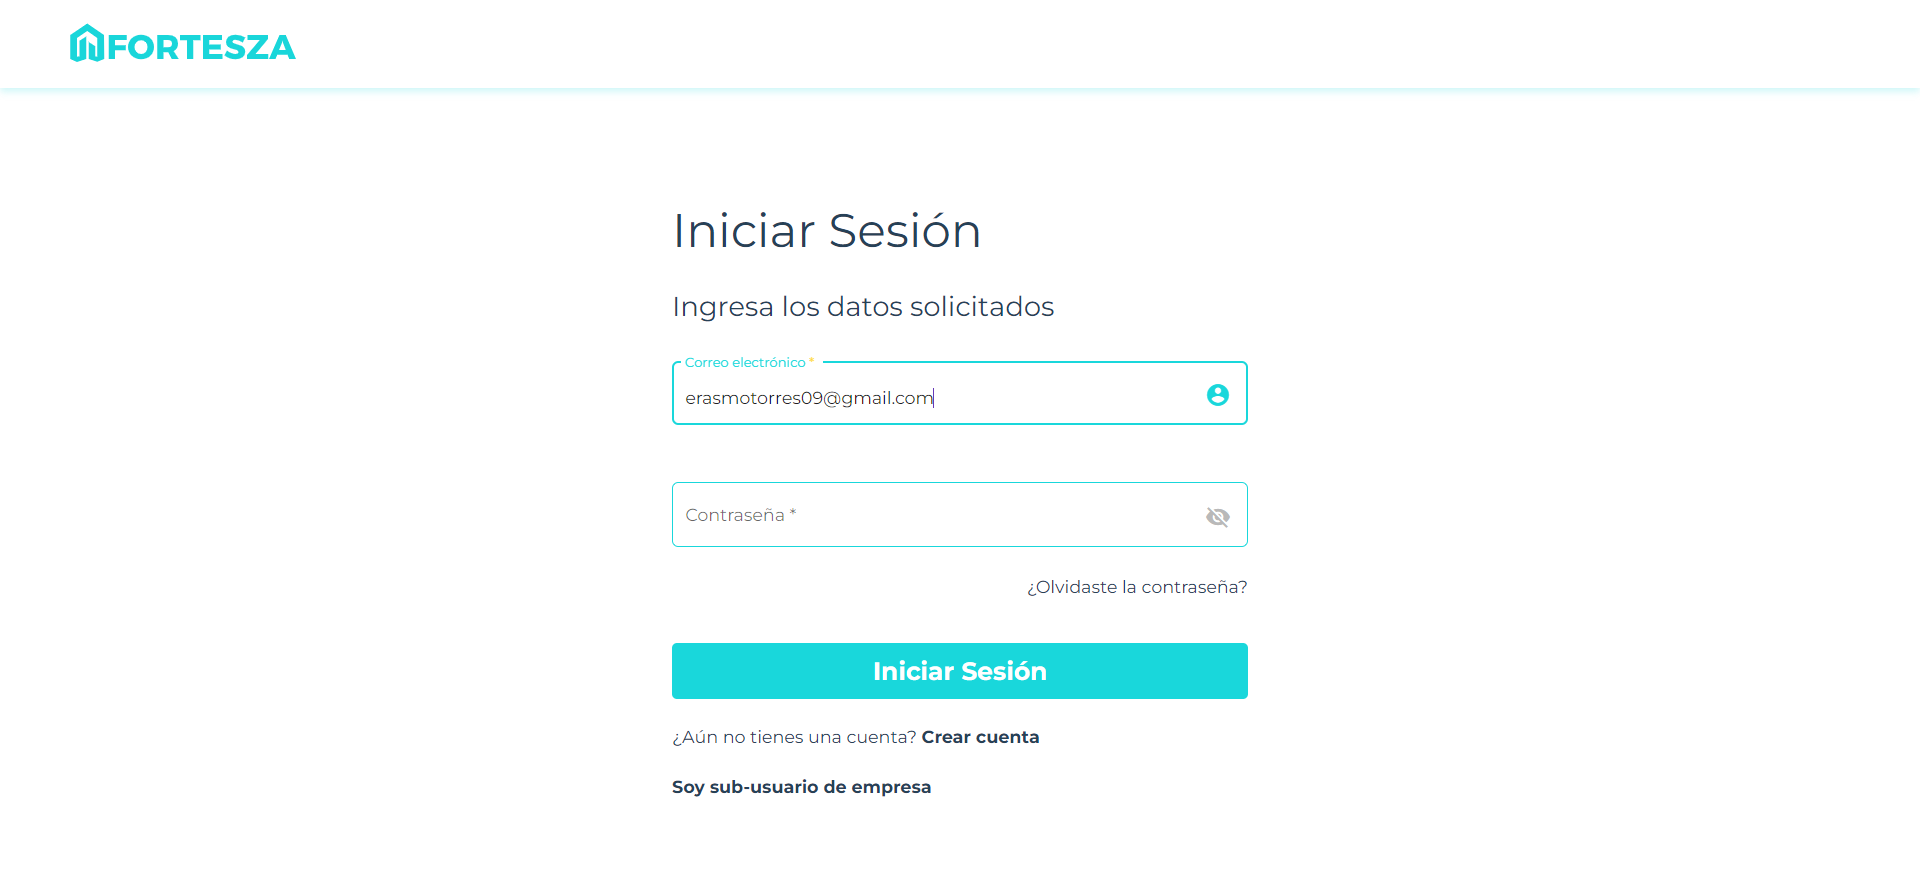 FORTESZA
Iniciar Sesión
Ingresa los datos solicitados
Correo electrónico *
erasmotorres09@gmail.com
Contraseña *
¿Olvidaste la contraseña?
Iniciar Sesión
¿Aún no tienes una cuenta? Crear cuenta
Soy sub-usuario de empresa